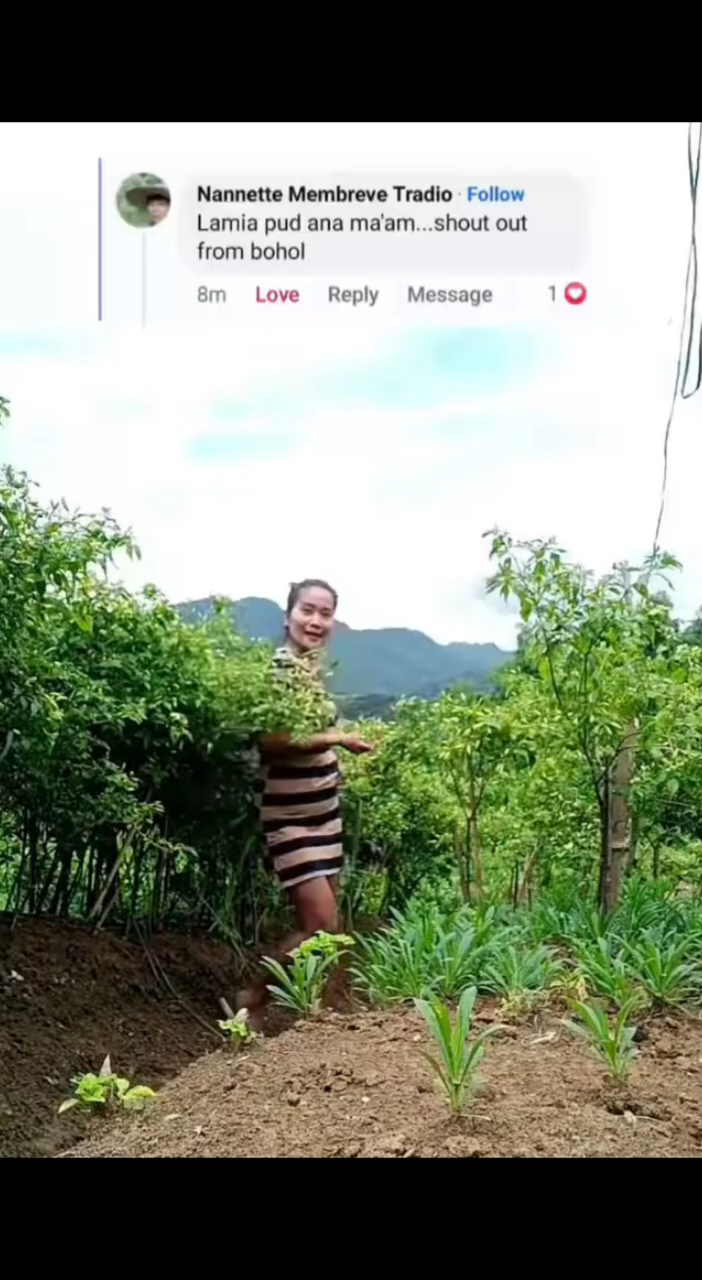 Nannette Membreve Tradio · Follow
Lamia pud ana ma'am...shout out
from bohol
8m Love Reply Message 1